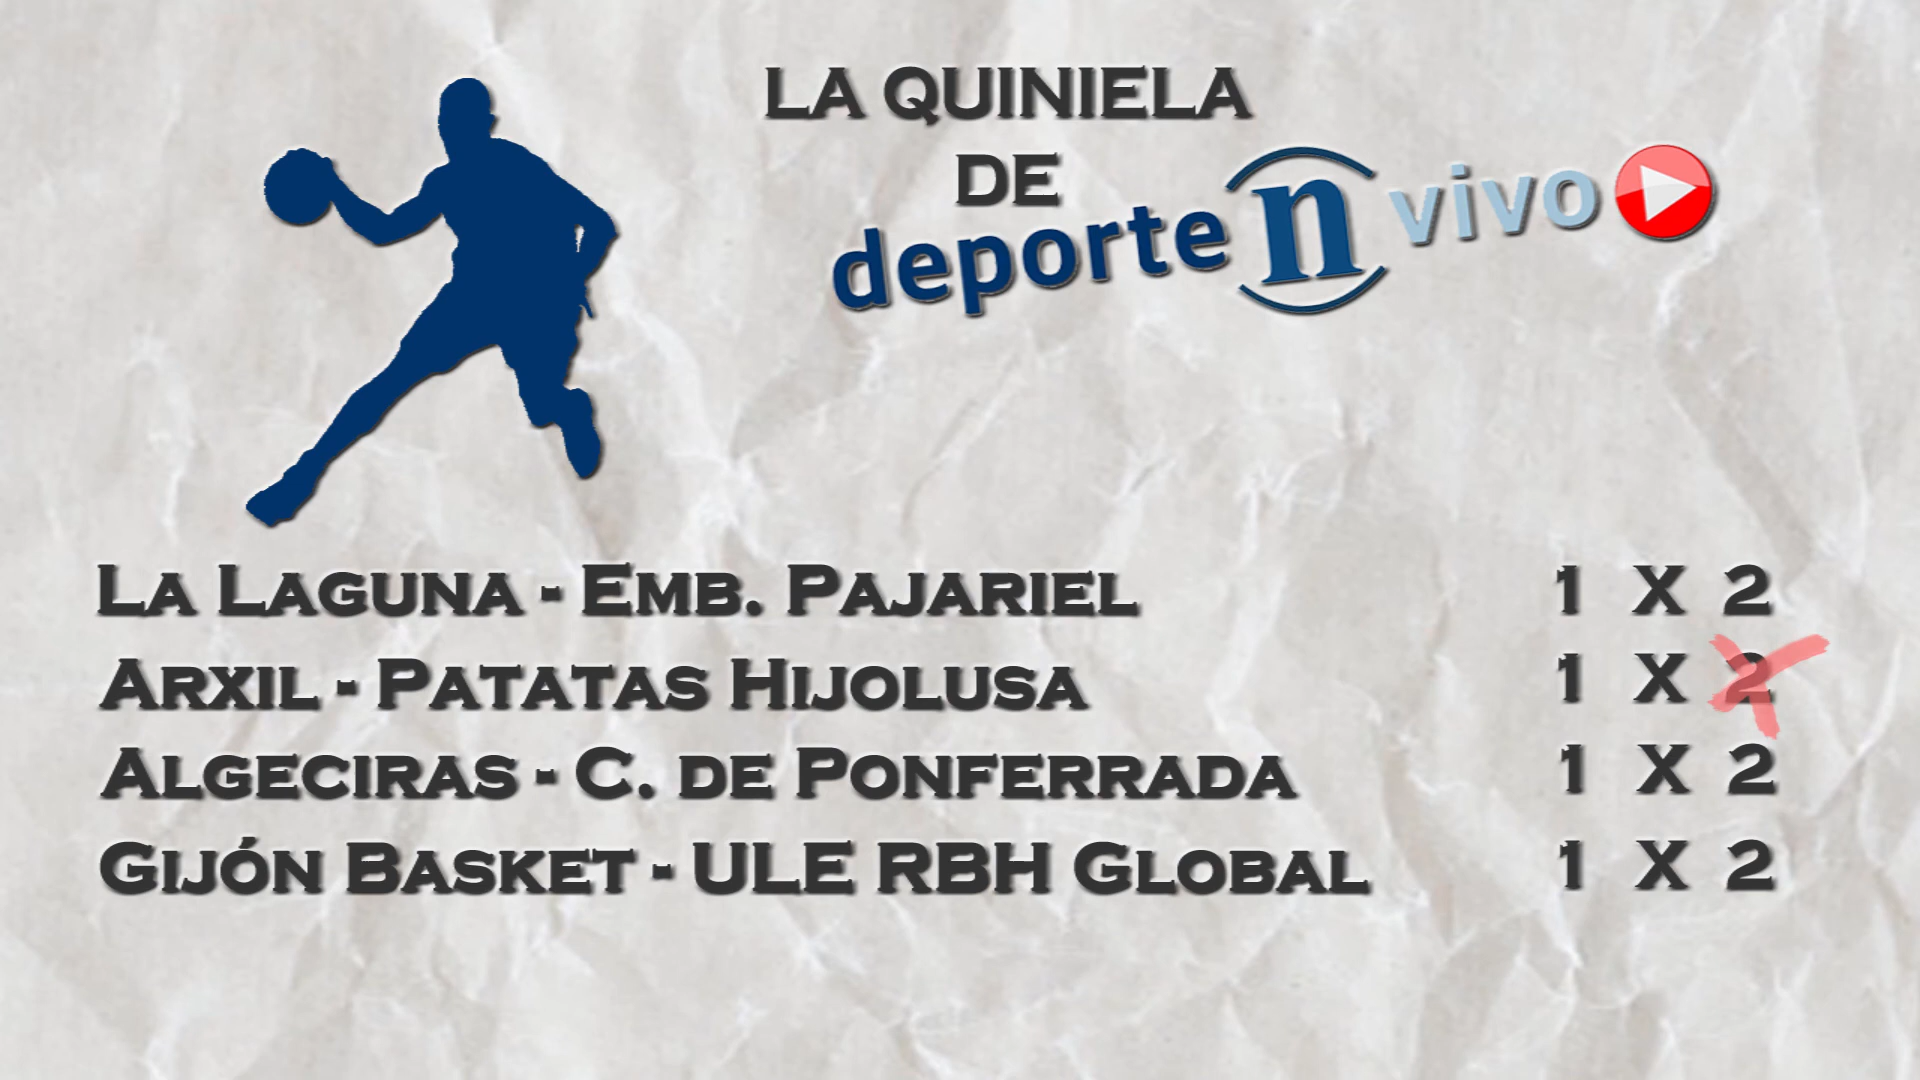 LA QUINIELA
DE
deporte n vivo
LA LAGUNA - EMB. PAJARIEL 1 X 2
ARXIL - PATATAS HIJOLUSA 1 X 2
ALGECIRAS - C. DE PONFERRADA 1 X 2
GIJÓN BASKET - ULE RBH GLOBAL 1 X 2